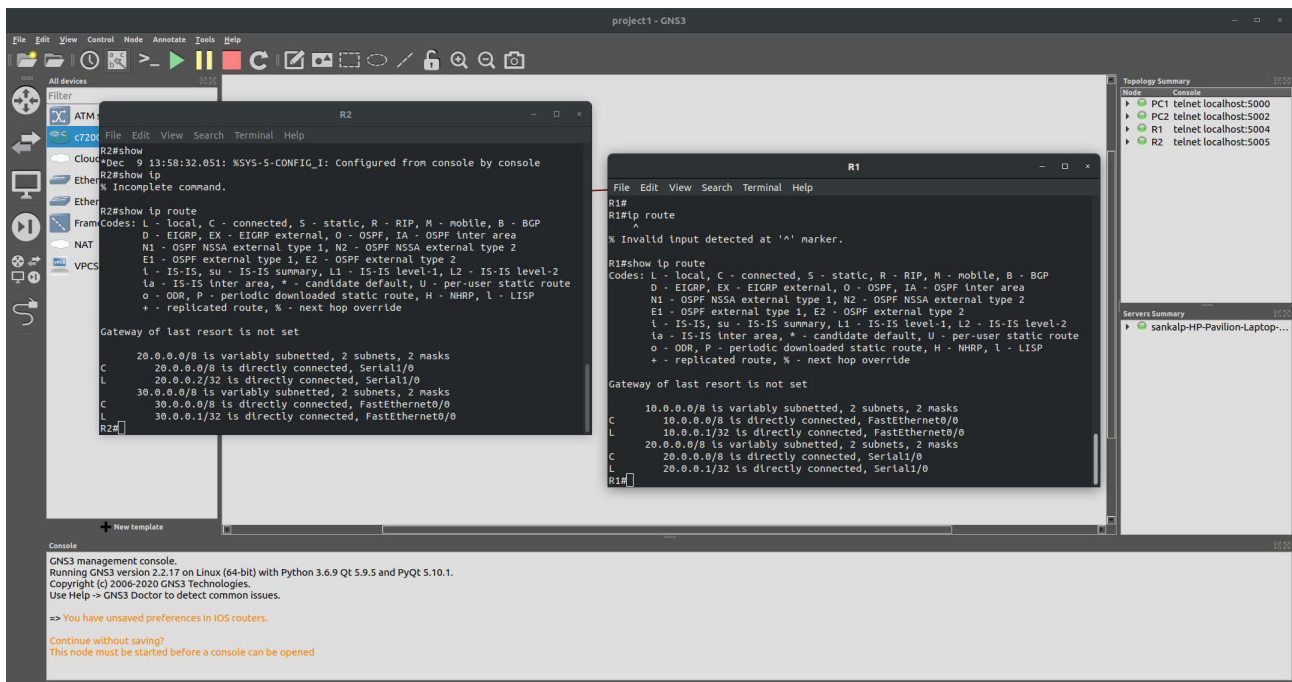 project1 - GNS3
File Edit View Control Node Annotate Tools Help
All devices
Filter
ATM s
c7200
Cloud
Ether
Ether
Fram
NAT
VPCS
New template
R2
File Edit View Search Terminal Help
R2#show
*Dec  9 13:58:32.051: %SYS-5-CONFIG_I: Configured from console by console
R2#show ip
% Incomplete command.
R2#show ip route
Codes: L - local, C - connected, S - static, R - RIP, M - mobile, B - BGP
D - EIGRP, EX - EIGRP external, O - OSPF, IA - OSPF inter area
N1 - OSPF NSSA external type 1, N2 - OSPF NSSA external type 2
E1 - OSPF external type 1, E2 - OSPF external type 2
i - IS-IS, su - IS-IS summary, L1 - IS-IS level-1, L2 - IS-IS level-2
ia - IS-IS inter area, * - candidate default, U - per-user static route
o - ODR, P - periodic downloaded static route, H - NHRP, l - LISP
+ - replicated route, % - next hop override
Gateway of last resort is not set
20.0.0.0/8 is variably subnetted, 2 subnets, 2 masks
C 20.0.0.0/8 is directly connected, Serial1/0
L 20.0.0.2/32 is directly connected, Serial1/0
30.0.0.0/8 is variably subnetted, 2 subnets, 2 masks
C 30.0.0.0/8 is directly connected, FastEthernet0/0
L 30.0.0.1/32 is directly connected, FastEthernet0/0
R2#
R1
File Edit View Search Terminal Help
R1#
R1#ip route
^
% Invalid input detected at '^' marker.
R1#show ip route
Codes: L - local, C - connected, S - static, R - RIP, M - mobile, B - BGP
D - EIGRP, EX - EIGRP external, O - OSPF, IA - OSPF inter area
N1 - OSPF NSSA external type 1, N2 - OSPF NSSA external type 2
E1 - OSPF external type 1, E2 - OSPF external type 2
i - IS-IS, su - IS-IS summary, L1 - IS-IS level-1, L2 - IS-IS level-2
ia - IS-IS inter area, * - candidate default, U - per-user static route
o - ODR, P - periodic downloaded static route, H - NHRP, l - LISP
+ - replicated route, % - next hop override
Gateway of last resort is not set
10.0.0.0/8 is variably subnetted, 2 subnets, 2 masks
C 10.0.0.0/8 is directly connected, FastEthernet0/0
L 10.0.0.1/32 is directly connected, FastEthernet0/0
20.0.0.0/8 is variably subnetted, 2 subnets, 2 masks
C 20.0.0.0/8 is directly connected, Serial1/0
L 20.0.0.1/32 is directly connected, Serial1/0
R1#
Topology Summary
Node Console
PC1 telnet localhost:5000
PC2 telnet localhost:5002
R1 telnet localhost:5004
R2 telnet localhost:5005
Servers Summary
sankalp-HP-Pavilion-Laptop-...
Console
GNS3 management console.
Running GNS3 version 2.2.17 on Linux (64-bit) with Python 3.6.9 Qt 5.9.5 and PyQt 5.10.1.
Copyright (c) 2006-2020 GNS3 Technologies.
Use Help -> GNS3 Doctor to detect common issues.
=> You have unsaved preferences in IOS routers.
Continue without saving?
This node must be started before a console can be opened